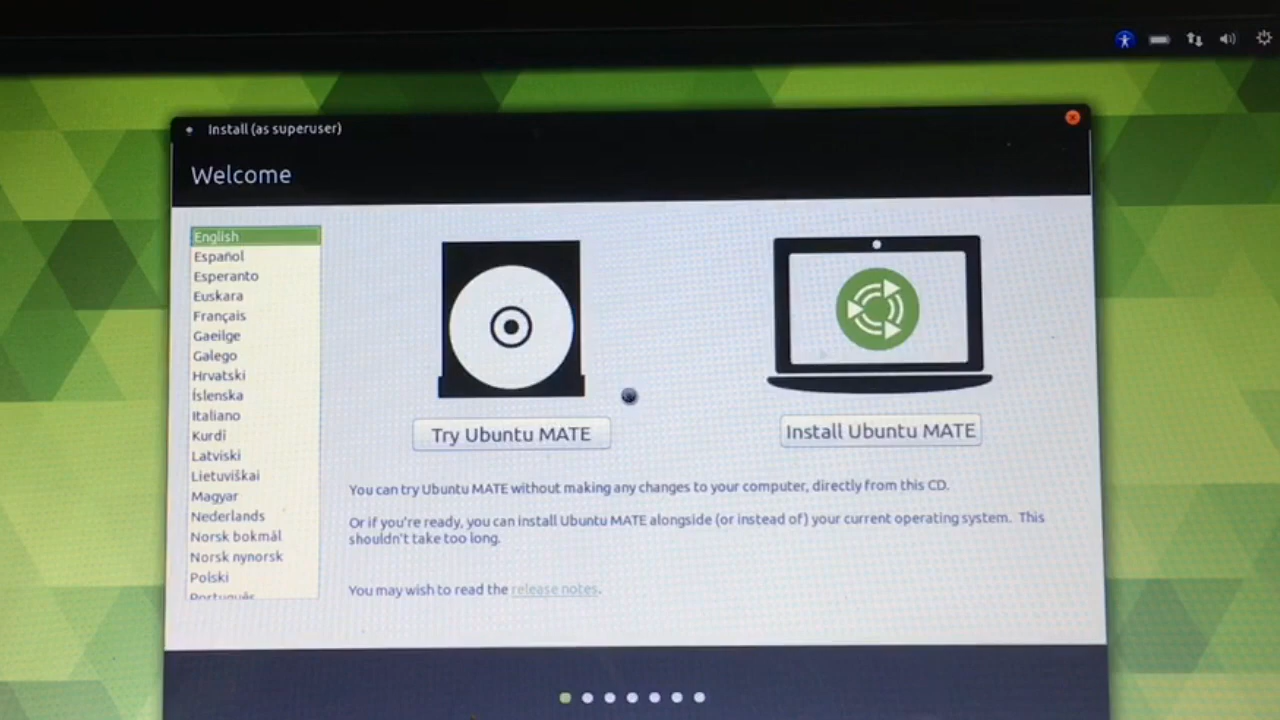 Install (as superuser)
Welcome
English
Español
Esperanto
Euskara
Français
Gaeilge
Galego
Hrvatski
Íslenska
Italiano
Kurdî
Latviski
Lietuviškai
Magyar
Nederlands
Norsk bokmål
Norsk nynorsk
Polski
Português
Try Ubuntu MATE
Install Ubuntu MATE
You can try Ubuntu MATE without making any changes to your computer, directly from this CD.
Or if you're ready, you can install Ubuntu MATE alongside (or instead of) your current operating system. This
shouldn't take too long.
You may wish to read the release notes.